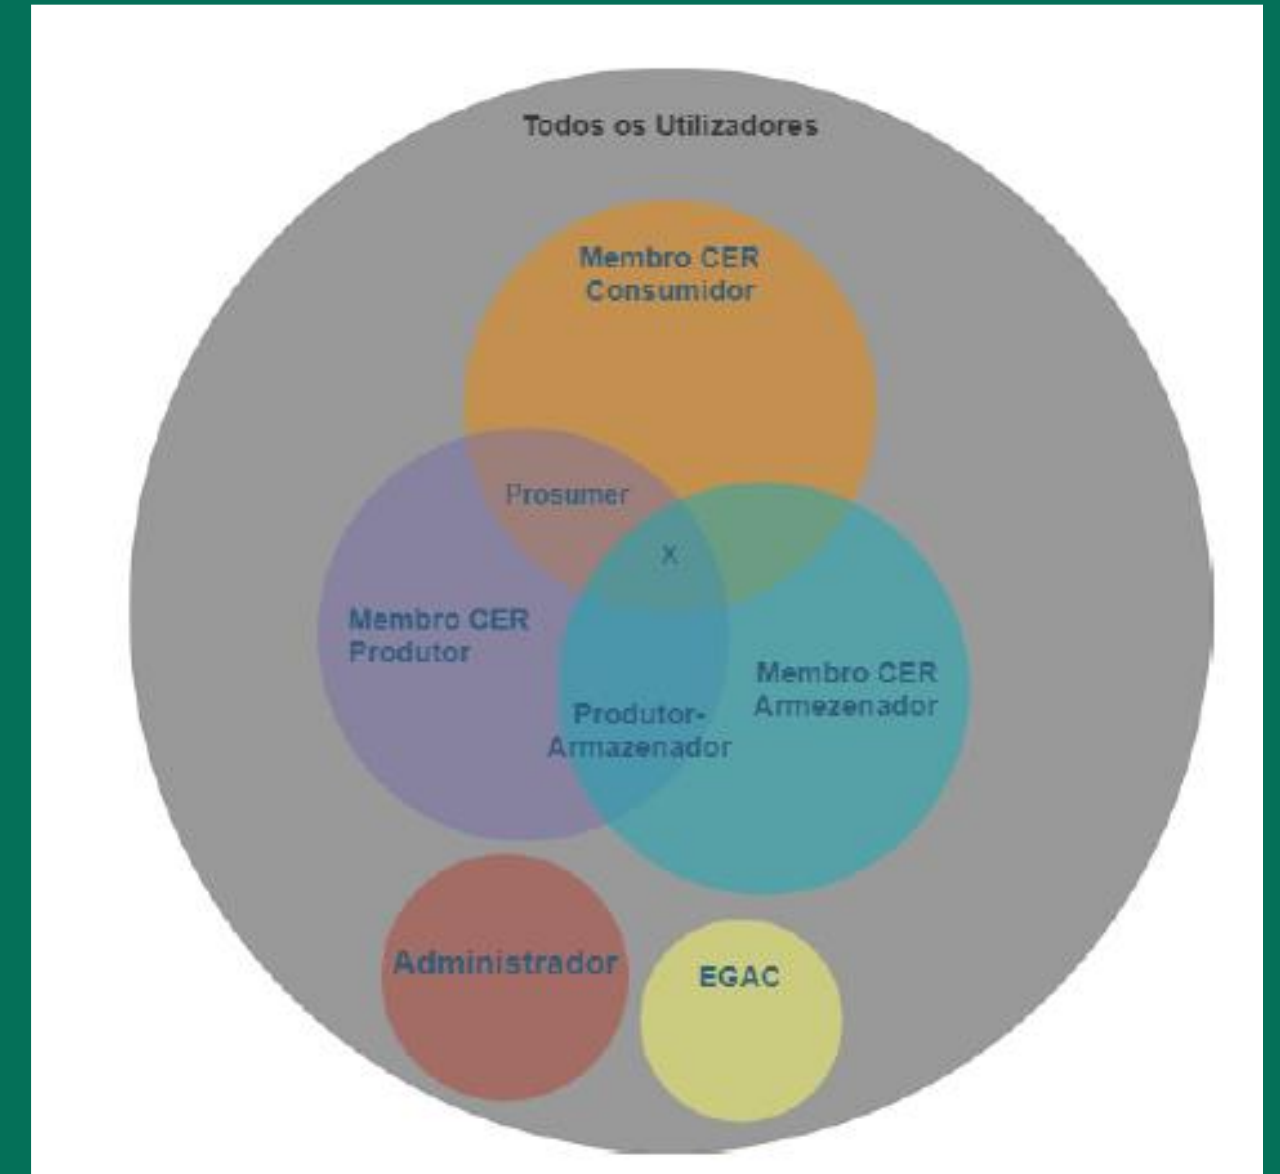 Todos os Utilizadores
Membro CER
Consumidor
Prosumer
X
Membro CER
Produtor
Membro CER
Armezenador
Produtor-
Armazenador
Administrador
EGAC